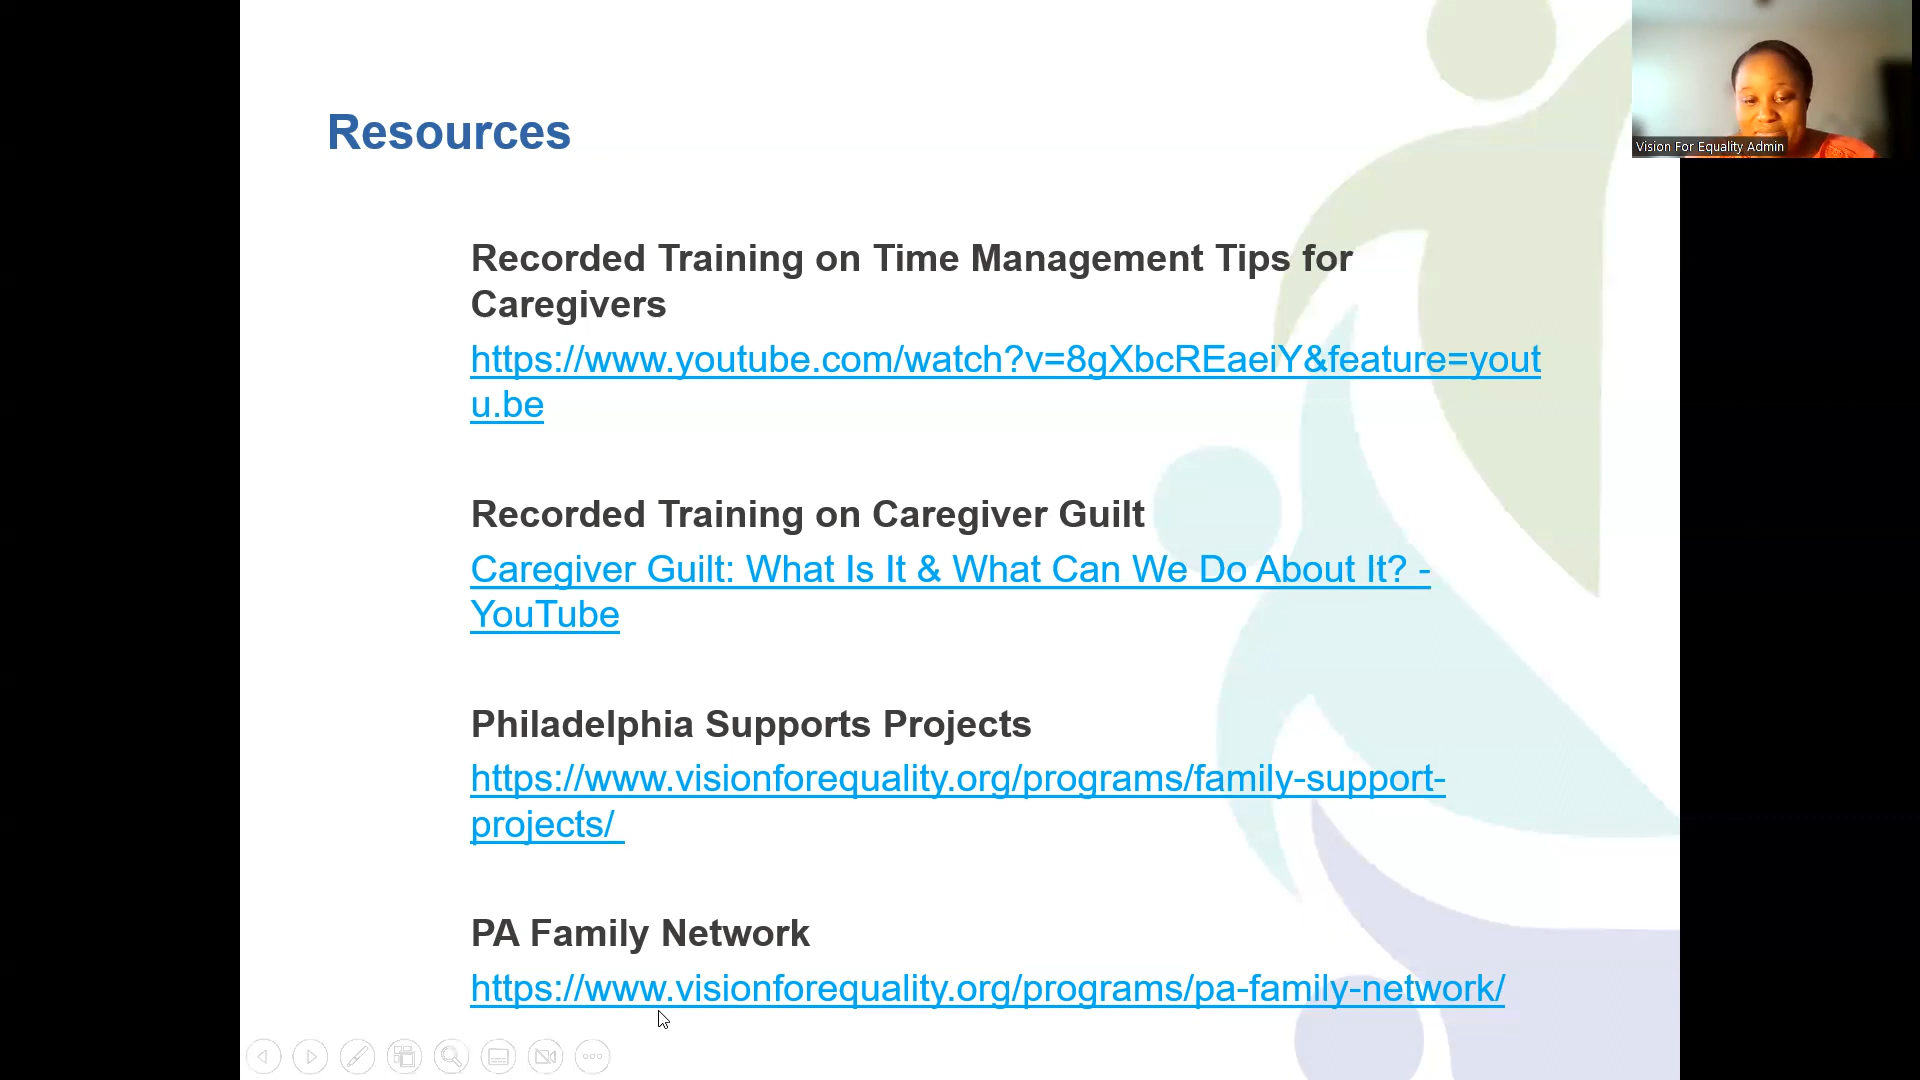 Resources
Vision For Equality Admin
Recorded Training on Time Management Tips for
Caregivers
https://www.youtube.com/watch?v=8gXbcREaeiY&feature=yout
u.be
Recorded Training on Caregiver Guilt
Caregiver Guilt: What Is It & What Can We Do About It? -
YouTube
Philadelphia Supports Projects
https://www.visionforequality.org/programs/family-support-
projects/
PA Family Network
https://www.visionforequality.org/programs/pa-family-network/